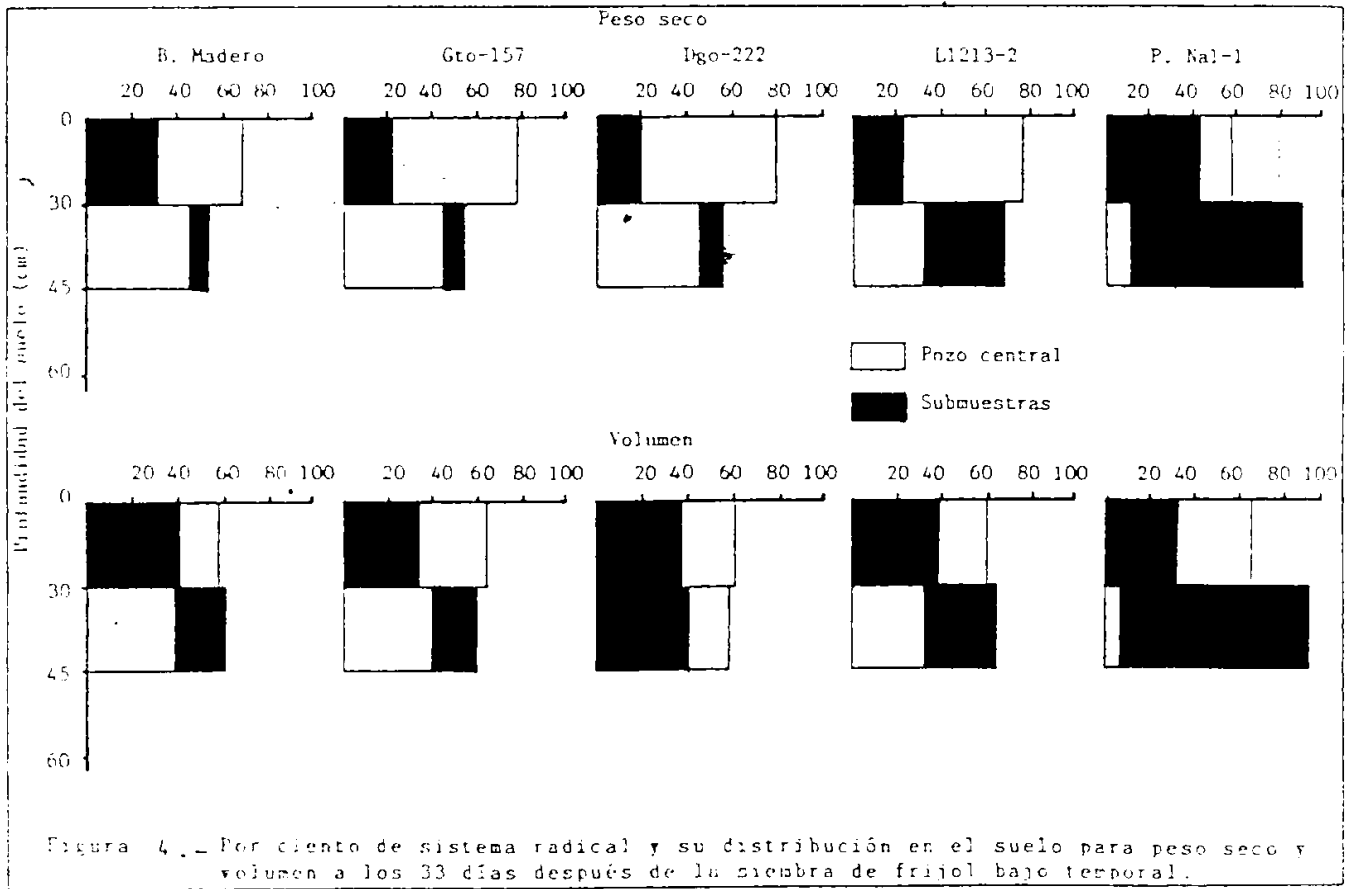 Peso seco
B. Madero Gto-157 Dgo-222 L1213-2 P. Nal-1
20 40 60 80 100 20 40 60 80 100 20 40 60 80 100 20 40 60 80 100 20 40 60 80 100
0
30
45
60
Profundidad del suelo (cm)
Pozo central
Submuestras
Volumen
20 40 60 80 100 20 40 60 80 100 20 40 60 80 100 20 40 60 80 100 20 40 60 80 100
0
30
45
60
Figura 4.- Por ciento de sistema radical y su distribución en el suelo para peso seco y
volumen a los 33 días después de la siembra de frijol bajo temporal.